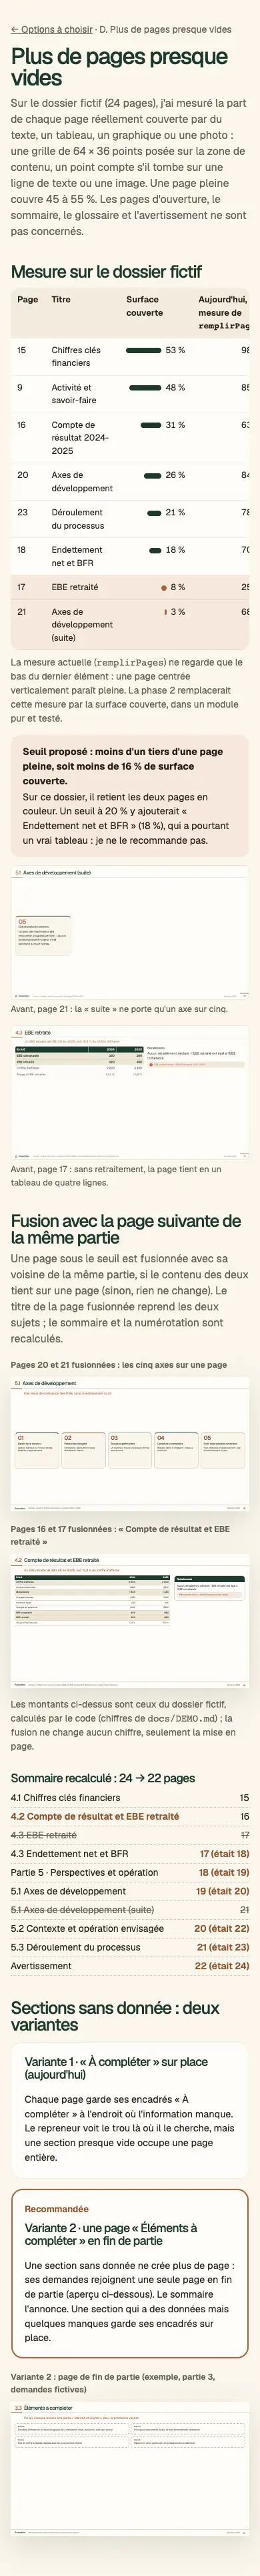 ← Options à choisir · D. Plus de pages presque vides
Plus de pages presque
vides
Sur le dossier fictif (24 pages), j'ai mesuré la part
de chaque page réellement couverte par du
texte, un tableau, un graphique ou une photo :
une grille de 64 × 36 points posée sur la zone de
contenu, un point compte s'il tombe sur une
ligne de texte ou une image. Une page pleine
couvre 45 à 55 %. Les pages d'ouverture, le
sommaire, le glossaire et l'avertissement ne sont
pas concernés.
Mesure sur le dossier fictif
Page Titre Surface couverte Aujourd'hui, mesure de remplirPag
15 Chiffres clés financiers 53 % 98
9 Activité et savoir-faire 48 %
16 Compte de résultat 2024-2025 31 % 63
20 Axes de développement 26 % 84
23 Déroulement du processus 21 % 78
18 Endettement net et BFR 18 % 70
17 EBE retraité 8 % 25
21 Axes de développement (suite) 3 % 68
La mesure actuelle (remplirPages) ne regarde que le
bas du dernier élément : une page centrée
verticalement paraît pleine. La phase 2 remplacerait
cette mesure par la surface couverte, dans un module
pur et testé.
Seuil proposé : moins d'un tiers d'une page
pleine, soit moins de 16 % de surface
couverte.
Sur ce dossier, il retient les deux pages en
couleur. Un seuil à 20 % y ajouterait «
Endettement net et BFR » (18 %), qui a pourtant
un vrai tableau : je ne le recommande pas.
5.1 Axes de développement (suite)
05
Avant, page 21 : la « suite » ne porte qu'un axe sur cinq.
4.3 EBE retraité
Avant, page 17 : sans retraitement, la page tient en un
tableau de quatre lignes.
Fusion avec la page suivante de
la même partie
Une page sous le seuil est fusionnée avec sa
voisine de la même partie, si le contenu des deux
tient sur une page (sinon, rien ne change). Le
titre de la page fusionnée reprend les deux
sujets ; le sommaire et la numérotation sont
recalculés.
Pages 20 et 21 fusionnées : les cinq axes sur une page
5.1 Axes de développement
01 02 03 04 05
Pages 16 et 17 fusionnées : « Compte de résultat et EBE
retraité »
4.2 Compte de résultat et EBE retraité
Les montants ci-dessus sont ceux du dossier fictif,
calculés par le code (chiffres de docs/DEMO.md) ; la
fusion ne change aucun chiffre, seulement la mise en
page.
Sommaire recalculé : 24 → 22 pages
4.1 Chiffres clés financiers 15
4.2 Compte de résultat et EBE retraité 16
4.3 EBE retraité 17
4.3 Endettement net et BFR 17 (était 18)
Partie 5 · Perspectives et opération 18 (était 19)
5.1 Axes de développement 19 (était 20)
5.1 Axes de développement (suite) 21
5.2 Contexte et opération envisagée 20 (était 22)
5.3 Déroulement du processus 21 (était 23)
Avertissement 22 (était 24)
Sections sans donnée : deux
variantes
Variante 1 · « À compléter » sur place
(aujourd'hui)
Chaque page garde ses encadrés « À
compléter » à l'endroit où l'information manque.
Le repreneur voit le trou là où il le cherche, mais
une section presque vide occupe une page
entière.
Recommandée
Variante 2 · une page « Éléments à
compléter » en fin de partie
Une section sans donnée ne crée plus de page :
ses demandes rejoignent une seule page en fin
de partie (aperçu ci-dessous). Le sommaire
l'annonce. Une section qui a des données mais
quelques manques garde ses encadrés sur
place.
Variante 2 : page de fin de partie (exemple, partie 3,
demandes fictives)
3.3 Éléments à compléter